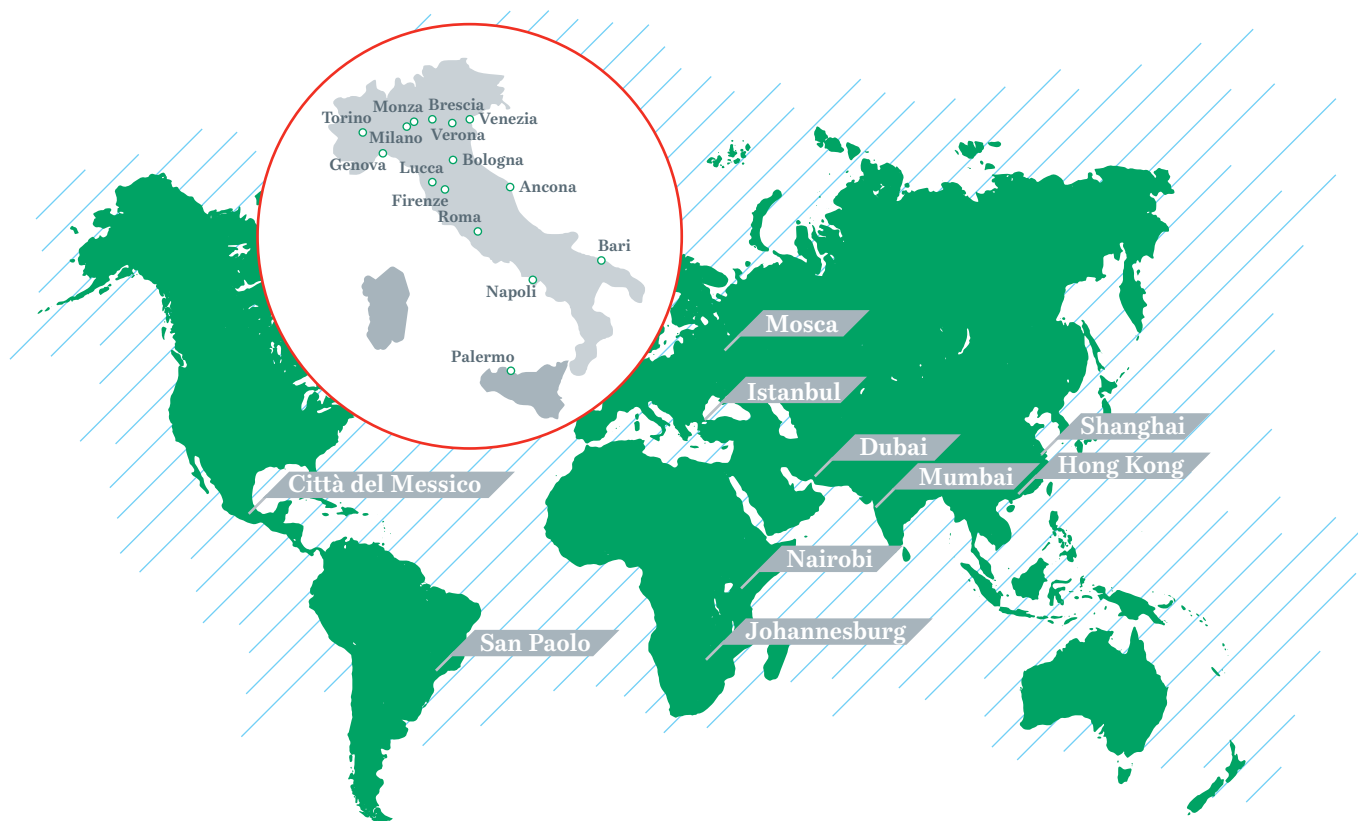 Monza
Brescia
Torino
Venezia
Milano
Verona
Genova
Lucca
Bologna
Ancona
Firenze
Roma
Bari
Napoli
Palermo
Mosca
Istanbul
Shanghai
Dubai
Hong Kong
Mumbai
Città del Messico
Nairobi
Johannesburg
San Paolo